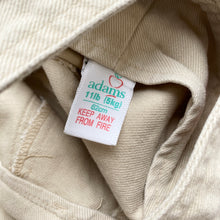 adams
11lb (5kg)
60cm
KEEP AWAY
FROM FIRE